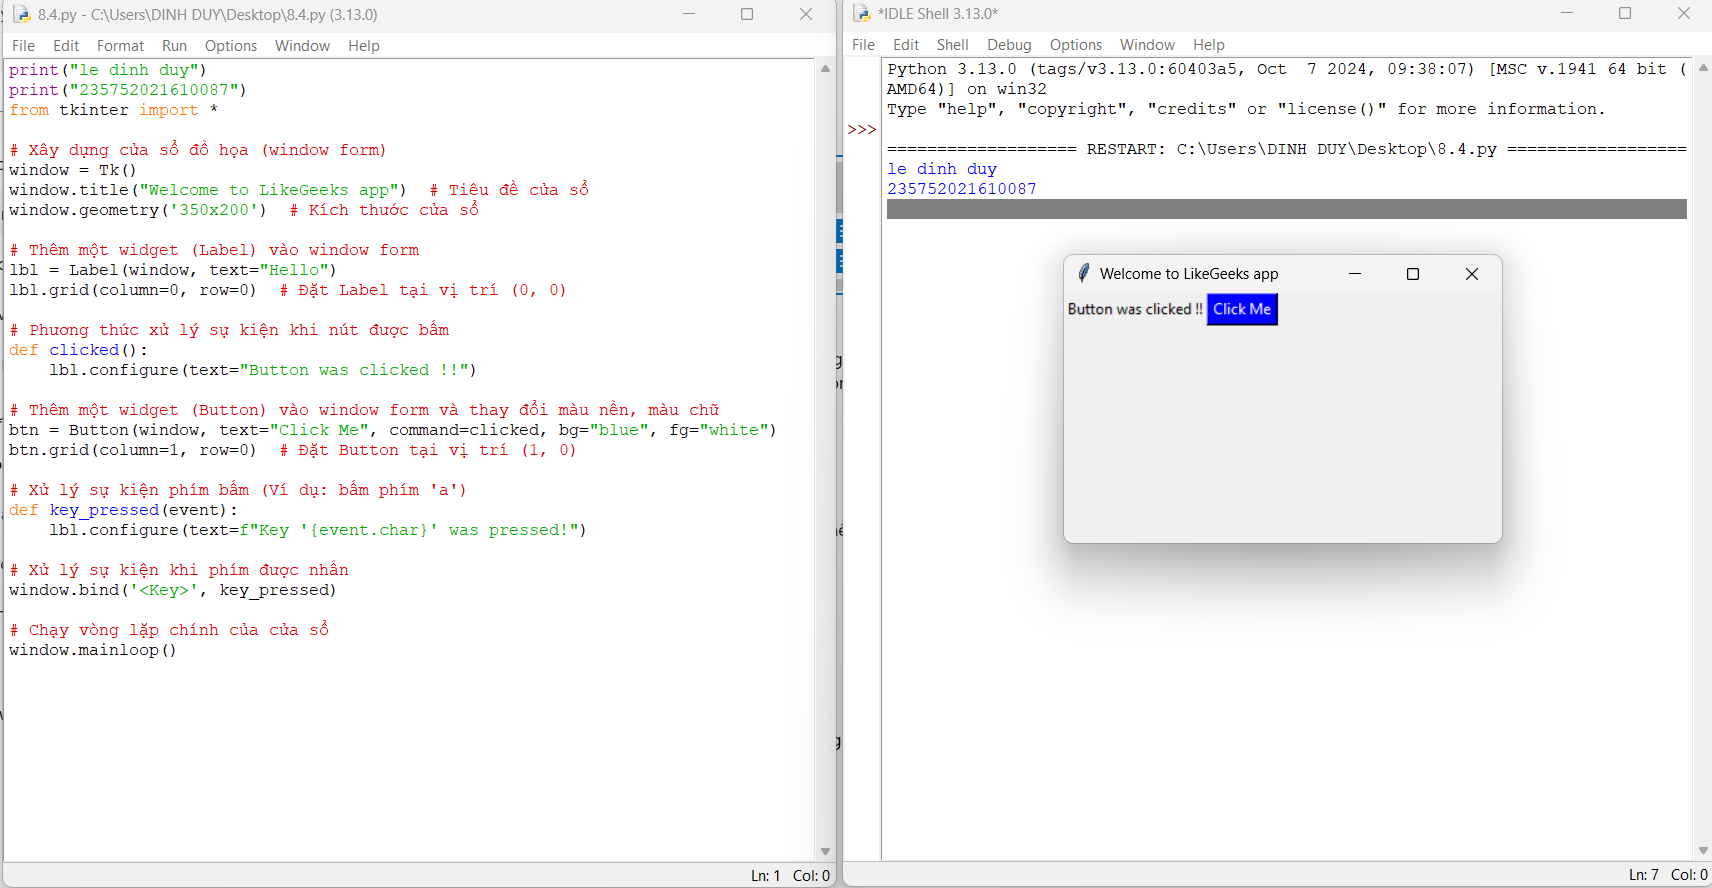 8.4.py - C:\Users\DINH DUY\Desktop\8.4.py (3.13.0)
File Edit Format Run Options Window Help
print("le dinh duy")
print("235752021610087")
from tkinter import *
# Xây dựng cửa sổ đồ họa (window form)
window = Tk()
window.title("Welcome to LikeGeeks app")  # Tiêu đề cửa sổ
window.geometry('350x200')  # Kích thước cửa sổ
# Thêm một widget (Label) vào window form
lbl = Label(window, text="Hello")
lbl.grid(column=0, row=0)  # Đặt Label tại vị trí (0, 0)
# Phương thức xử lý sự kiện khi nút được bấm
def clicked():
    lbl.configure(text="Button was clicked !!")
# Thêm một widget (Button) vào window form và thay đổi màu nền, màu chữ
btn = Button(window, text="Click Me", command=clicked, bg="blue", fg="white")
btn.grid(column=1, row=0)  # Đặt Button tại vị trí (1, 0)
# Xử lý sự kiện phím bấm (Ví dụ: bấm phím 'a')
def key_pressed(event):
    lbl.configure(text=f"Key '{event.char}' was pressed!")
# Xử lý sự kiện khi phím được nhấn
window.bind('<Key>', key_pressed)
# Chạy vòng lặp chính của cửa sổ
window.mainloop()
Ln: 1 Col: 0
*IDLE Shell 3.13.0*
File Edit Shell Debug Options Window Help
Python 3.13.0 (tags/v3.13.0:60403a5, Oct  7 2024, 09:38:07) [MSC v.1941 64 bit (
AMD64)] on win32
Type "help", "copyright", "credits" or "license()" for more information.
>>>
=================== RESTART: C:\Users\DINH DUY\Desktop\8.4.py ==================
le dinh duy
235752021610087
Welcome to LikeGeeks app
Button was clicked !! Click Me
Ln: 7 Col: 0